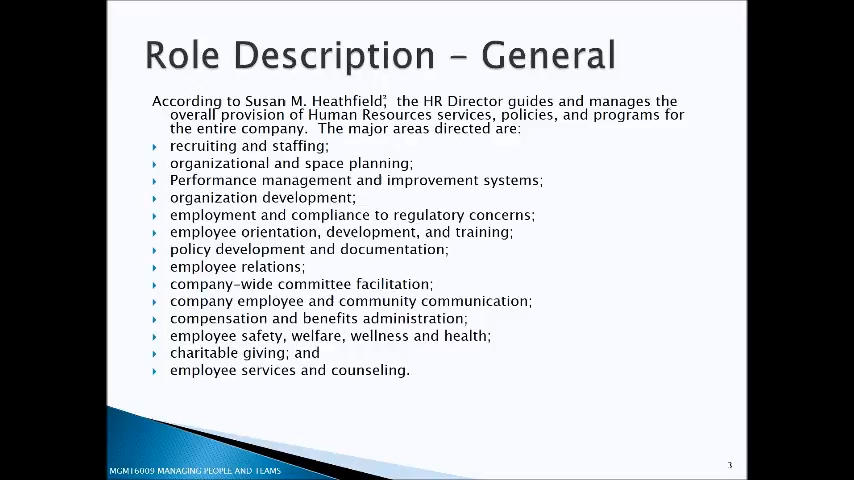 Role Description - General
According to Susan M. Heathfield², the HR Director guides and manages the
overall provision of Human Resources services, policies, and programs for
the entire company. The major areas directed are:
recruiting and staffing;
organizational and space planning;
Performance management and improvement systems;
organization development;
employment and compliance to regulatory concerns;
employee orientation, development, and training;
policy development and documentation;
employee relations;
company-wide committee facilitation;
company employee and community communication;
compensation and benefits administration;
employee safety, welfare, wellness and health;
charitable giving; and
employee services and counseling.
MGMT6009 MANAGING PEOPLE AND TEAMS
3